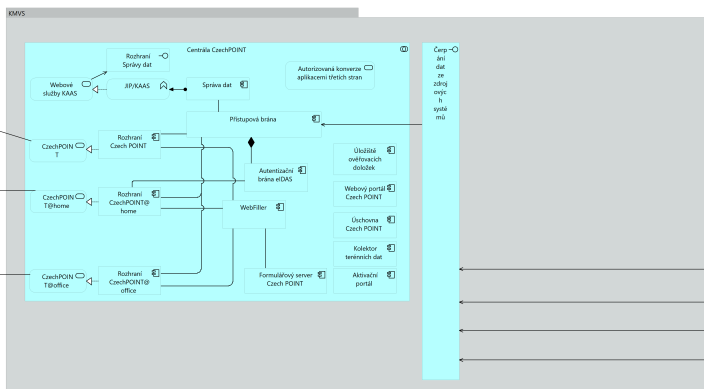 KMVS
Centrála CzechPOINT
Rozhraní
Správy dat
Webové
služby KAAS
JIP/KAAS
Správa dat
Autorizovaná konverze
aplikacemi třetích stran
Přístupová brána
CzechPOIN
T
Rozhraní
Czech POINT
Autentizační
brána eIDAS
Úložiště
ověřovacích
doložek
CzechPOIN
T@home
Rozhraní
CzechPOINT@
home
WebFiller
Webový portál
Czech POINT
Úschovna
Czech POINT
Kolektor
terénních dat
CzechPOIN
T@office
Rozhraní
CzechPOINT@
office
Formulářový server
Czech POINT
Aktivační
portál
Čerp
ání
dat
ze
zdroj
ovýc
h
systé
mů